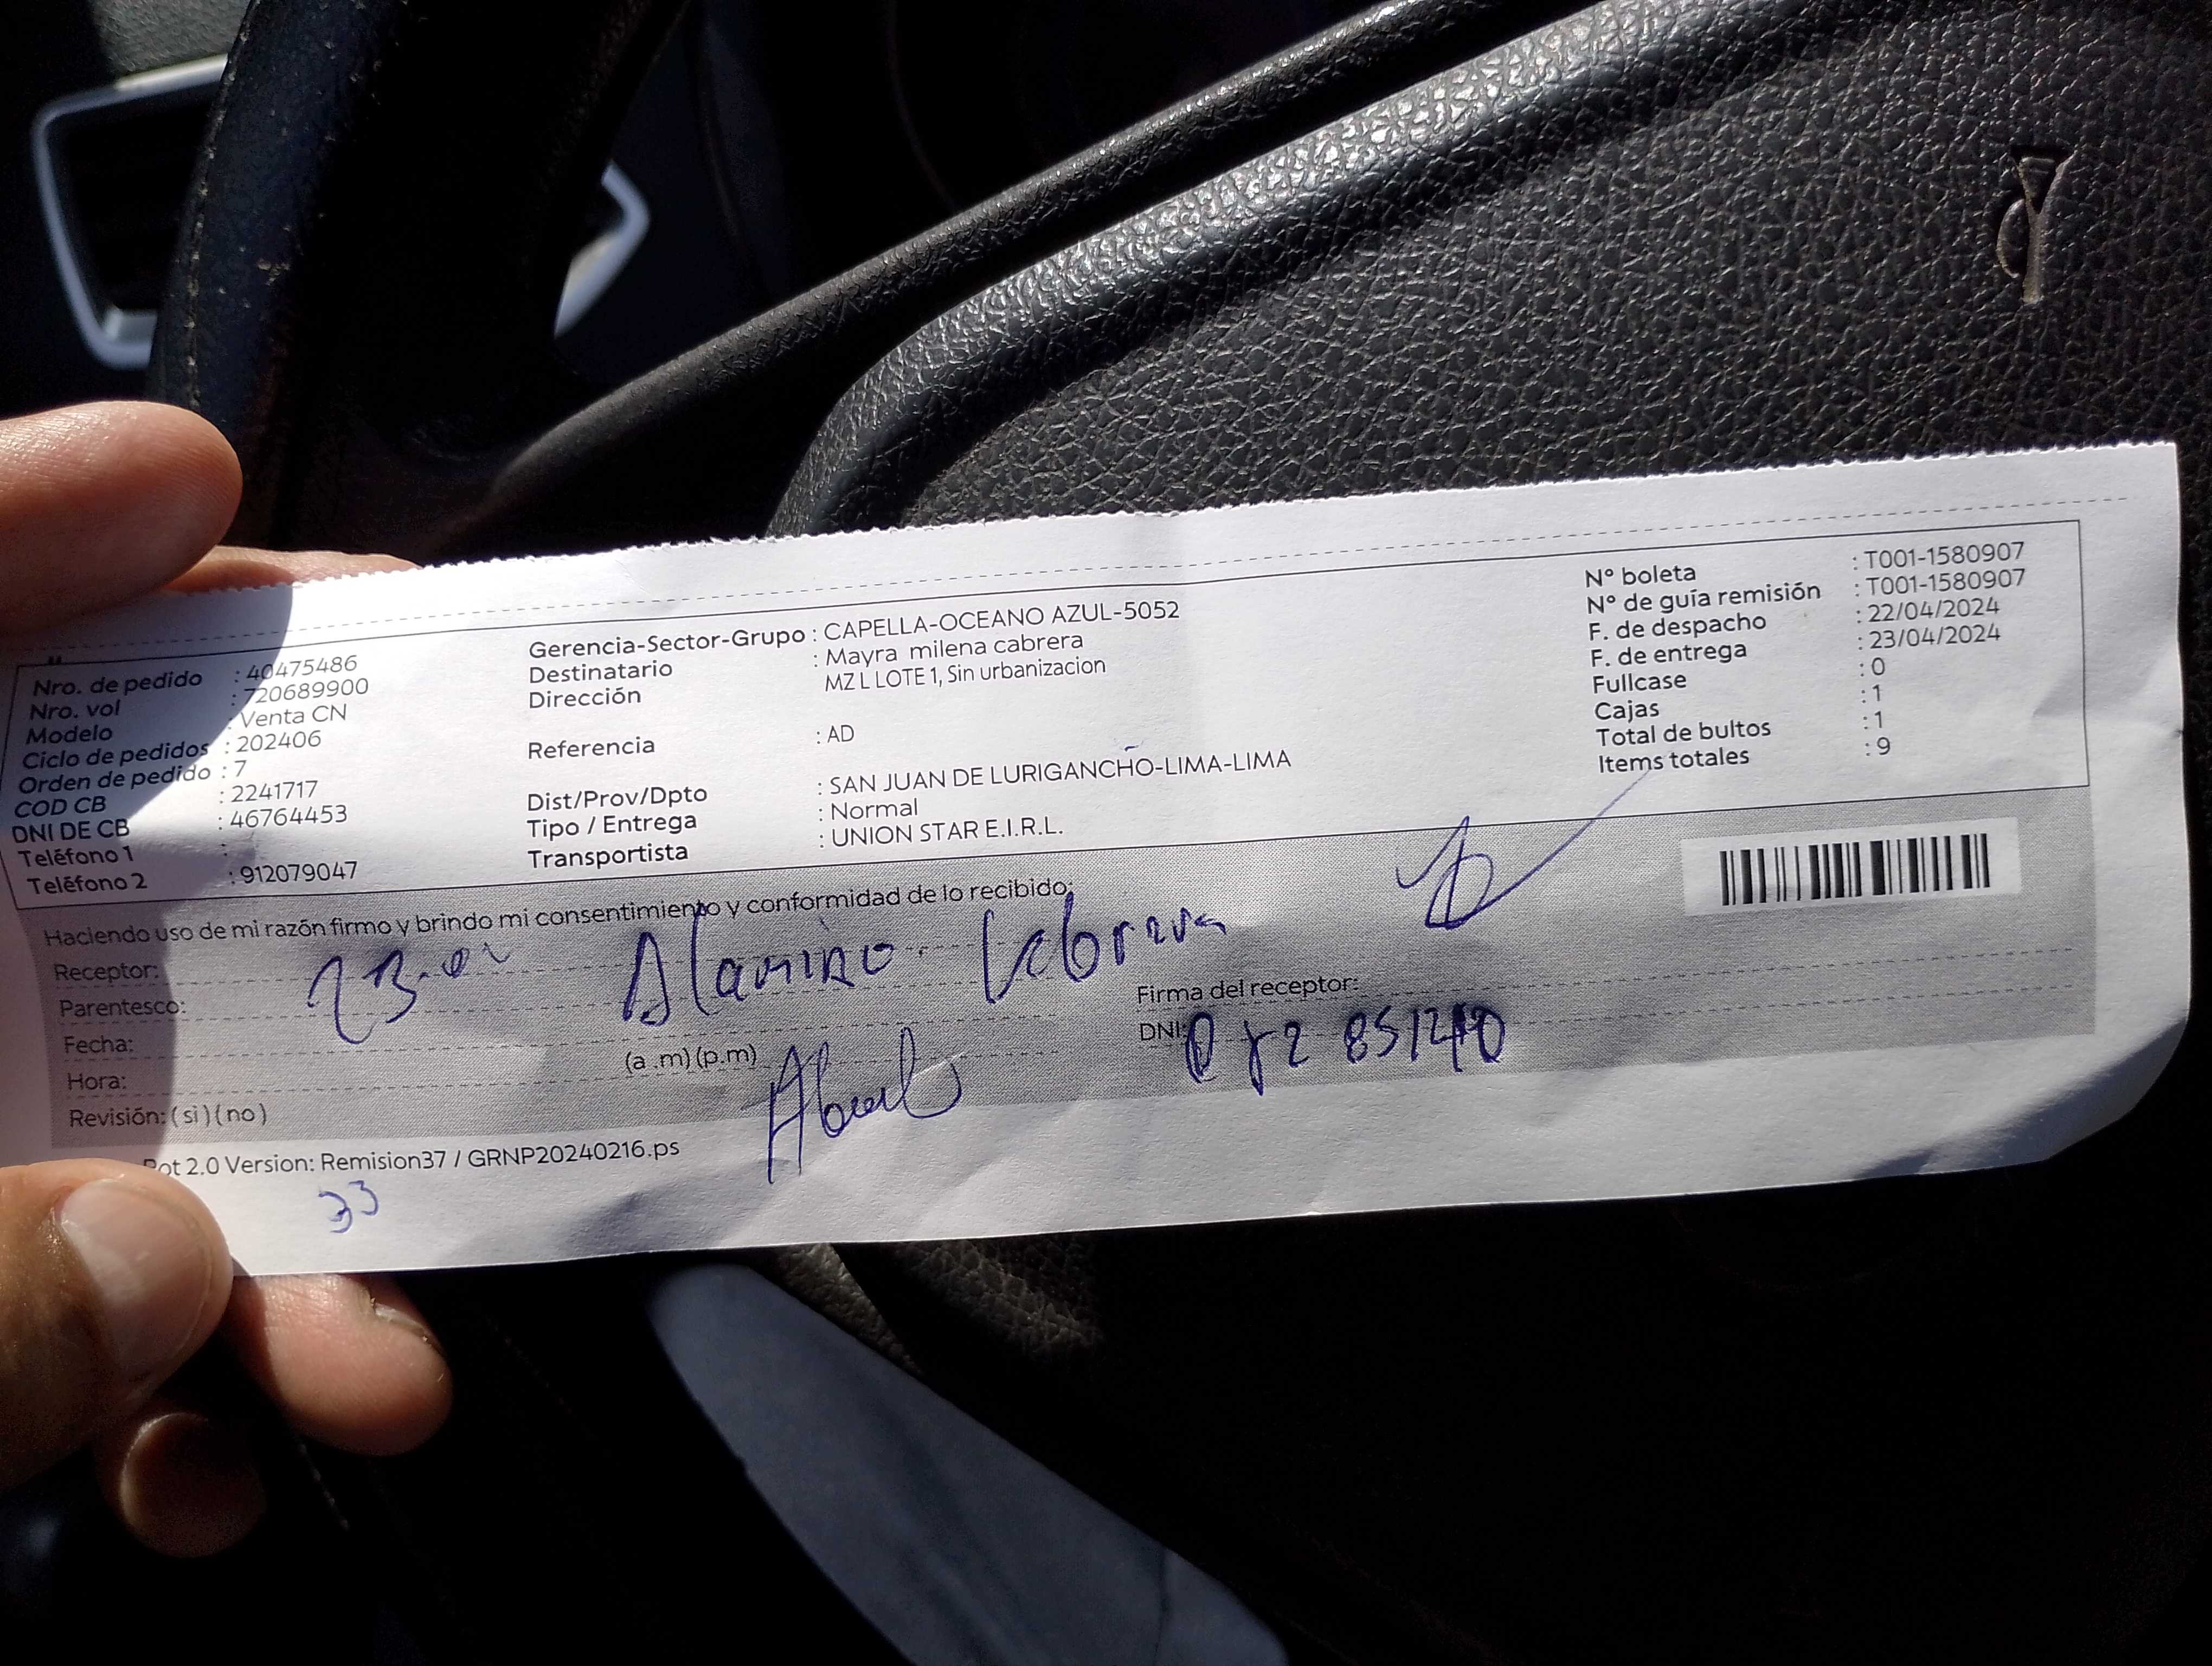 Nro. de pedido : 40475486
Nro. vol : 720689900
Modelo : Venta CN
Ciclo de pedidos : 202406
Orden de pedido : 7
COD CB : 2241717
DNI DE CB : 46764453
Teléfono 1 :
Teléfono 2 : 912079047
Gerencia-Sector-Grupo : CAPELLA-OCEANO AZUL-5052
Destinatario : Mayra milena cabrera
Dirección MZ L LOTE 1, Sin urbanizacion
Referencia : AD
Dist/Prov/Dpto : SAN JUAN DE LURIGANCHO-LIMA-LIMA
Tipo / Entrega : Normal
Transportista : UNION STAR E.I.R.L.
N° boleta : T001-1580907
N° de guía remisión : T001-1580907
F. de despacho : 22/04/2024
F. de entrega : 23/04/2024
Fullcase : 0
Cajas : 1
Total de bultos : 1
Items totales : 9
Haciendo uso de mi razón firmo y brindo mi consentimiento y conformidad de lo recibido:
Receptor:
Parentesco:
Fecha:
Hora: (a .m) (p.m)
Revisión: ( si ) ( no )
Firma del receptor:
DNI:
2.0 Version: Remision37 / GRNP20240216.ps
33